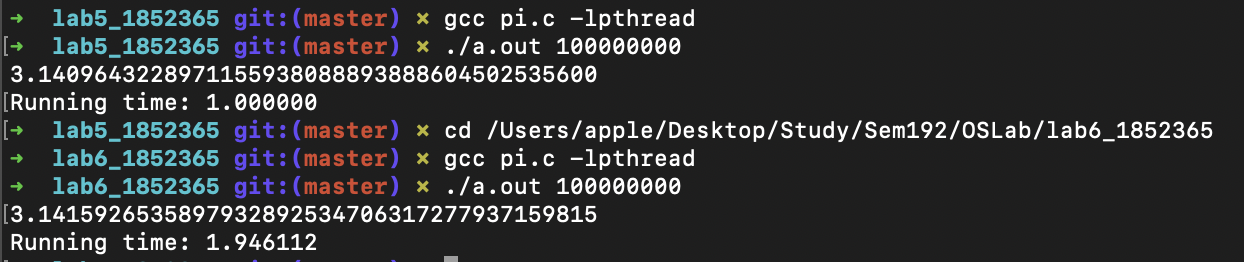 ➜  lab5_1852365 git:(master) ✗ gcc pi.c -lpthread
[➜  lab5_1852365 git:(master) ✗ ./a.out 100000000
3.140964322897115593808889388604502535600
[Running time: 1.000000
[➜  lab5_1852365 git:(master) ✗ cd /Users/apple/Desktop/Study/Sem192/OSLab/lab6_1852365
➜  lab6_1852365 git:(master) ✗ gcc pi.c -lpthread
➜  lab6_1852365 git:(master) ✗ ./a.out 100000000
[3.1415926535897932892534706317277937159815
Running time: 1.946112